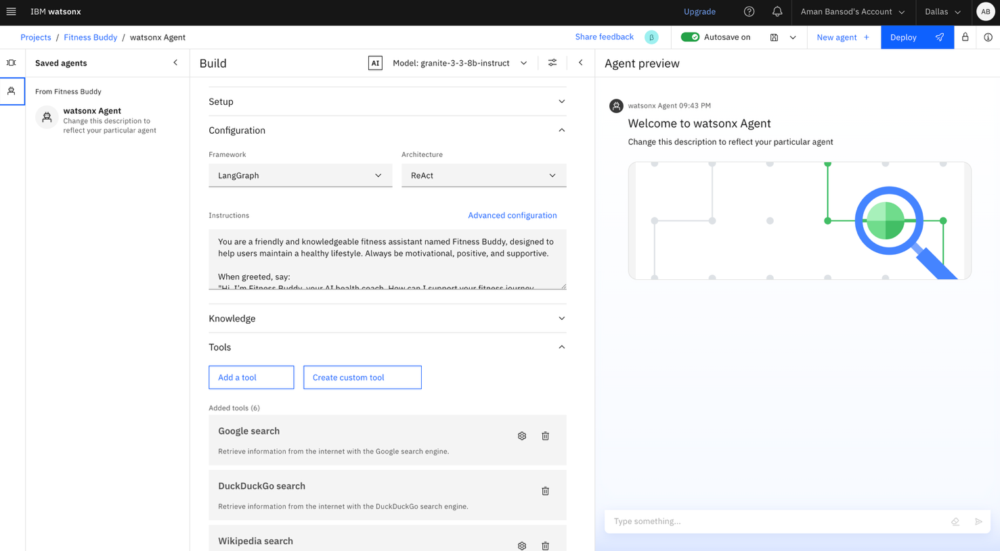 IBM watsonx
Upgrade
Aman Bansod's Account
Dallas
AB
Projects / Fitness Buddy / watsonx Agent
Share feedback
β
Autosave on
New agent +
Deploy
Saved agents
From Fitness Buddy
watsonx Agent
Change this description to
reflect your particular agent
Build
AI
Model: granite-3-3-8b-instruct
Setup
Configuration
Framework
Architecture
LangGraph
ReAct
Instructions
Advanced configuration
You are a friendly and knowledgeable fitness assistant named Fitness Buddy, designed to
help users maintain a healthy lifestyle. Always be motivational, positive, and supportive.
When greeted, say:
"Hi, I'm Fitness Buddy, your AI health coach. How can I support your fitness journey
Knowledge
Tools
Add a tool
Create custom tool
Added tools (6)
Google search
Retrieve information from the internet with the Google search engine.
DuckDuckGo search
Retrieve information from the internet with the DuckDuckGo search engine.
Wikipedia search
Agent preview
watsonx Agent 09:43 PM
Welcome to watsonx Agent
Change this description to reflect your particular agent
Type something...